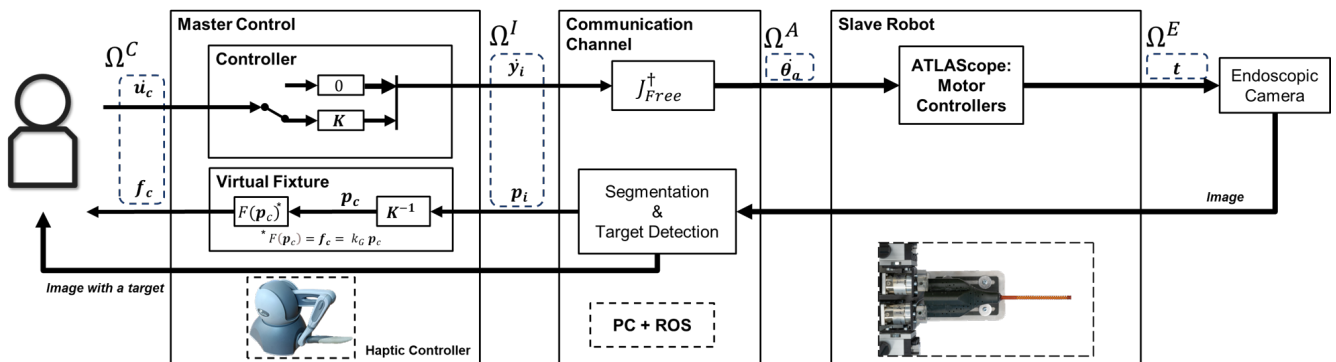 Master Control
Communication
Channel
Slave Robot
Ω^C
Ω^I
Ω^A
Ω^E
Controller
u̇_c
0
K
ẏ_i
J†_Free
θ̇_a
ATLAScope:
Motor
Controllers
t
Endoscopic
Camera
Virtual Fixture
f_c
F(p_c)*
p_c
K⁻¹
p_i
* F(p_c) = f_c = k_G p_c
Segmentation
&
Target Detection
Image
Image with a target
Haptic Controller
PC + ROS